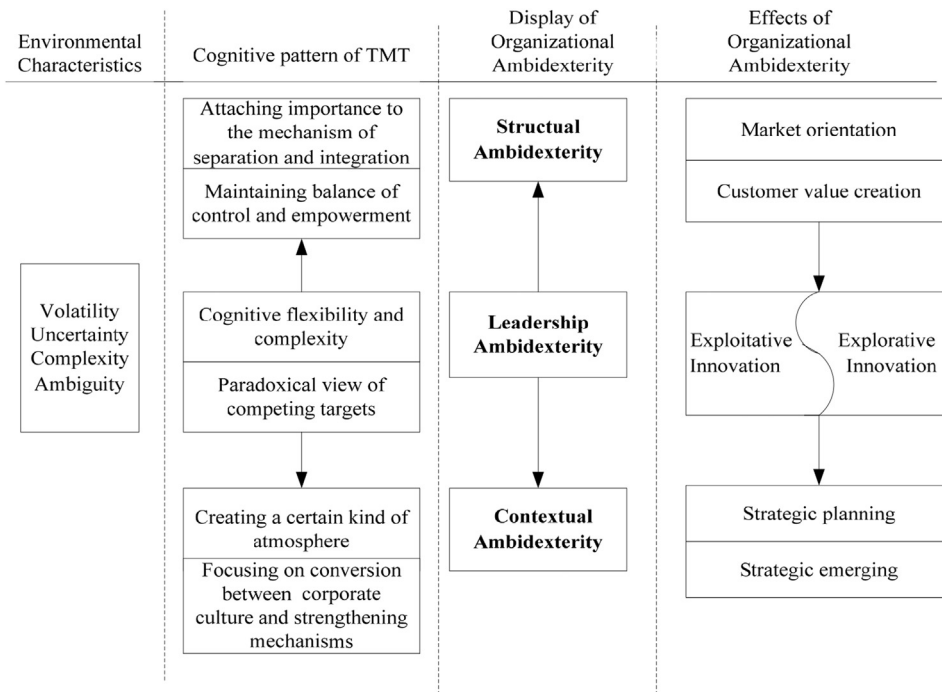 Environmental
Characteristics
Cognitive pattern of TMT
Display of
Organizational
Ambidexterity
Effects of
Organizational
Ambidexterity
Volatility
Uncertainty
Complexity
Ambiguity
Attaching importance to
the mechanism of
separation and integration
Maintaining balance of
control and empowerment
Cognitive flexibility and
complexity
Paradoxical view of
competing targets
Creating a certain kind of
atmosphere
Focusing on conversion
between corporate
culture and strengthening
mechanisms
Structual
Ambidexterity
Leadership
Ambidexterity
Contextual
Ambidexterity
Market orientation
Customer value creation
Exploitative
Innovation
Explorative
Innovation
Strategic planning
Strategic emerging